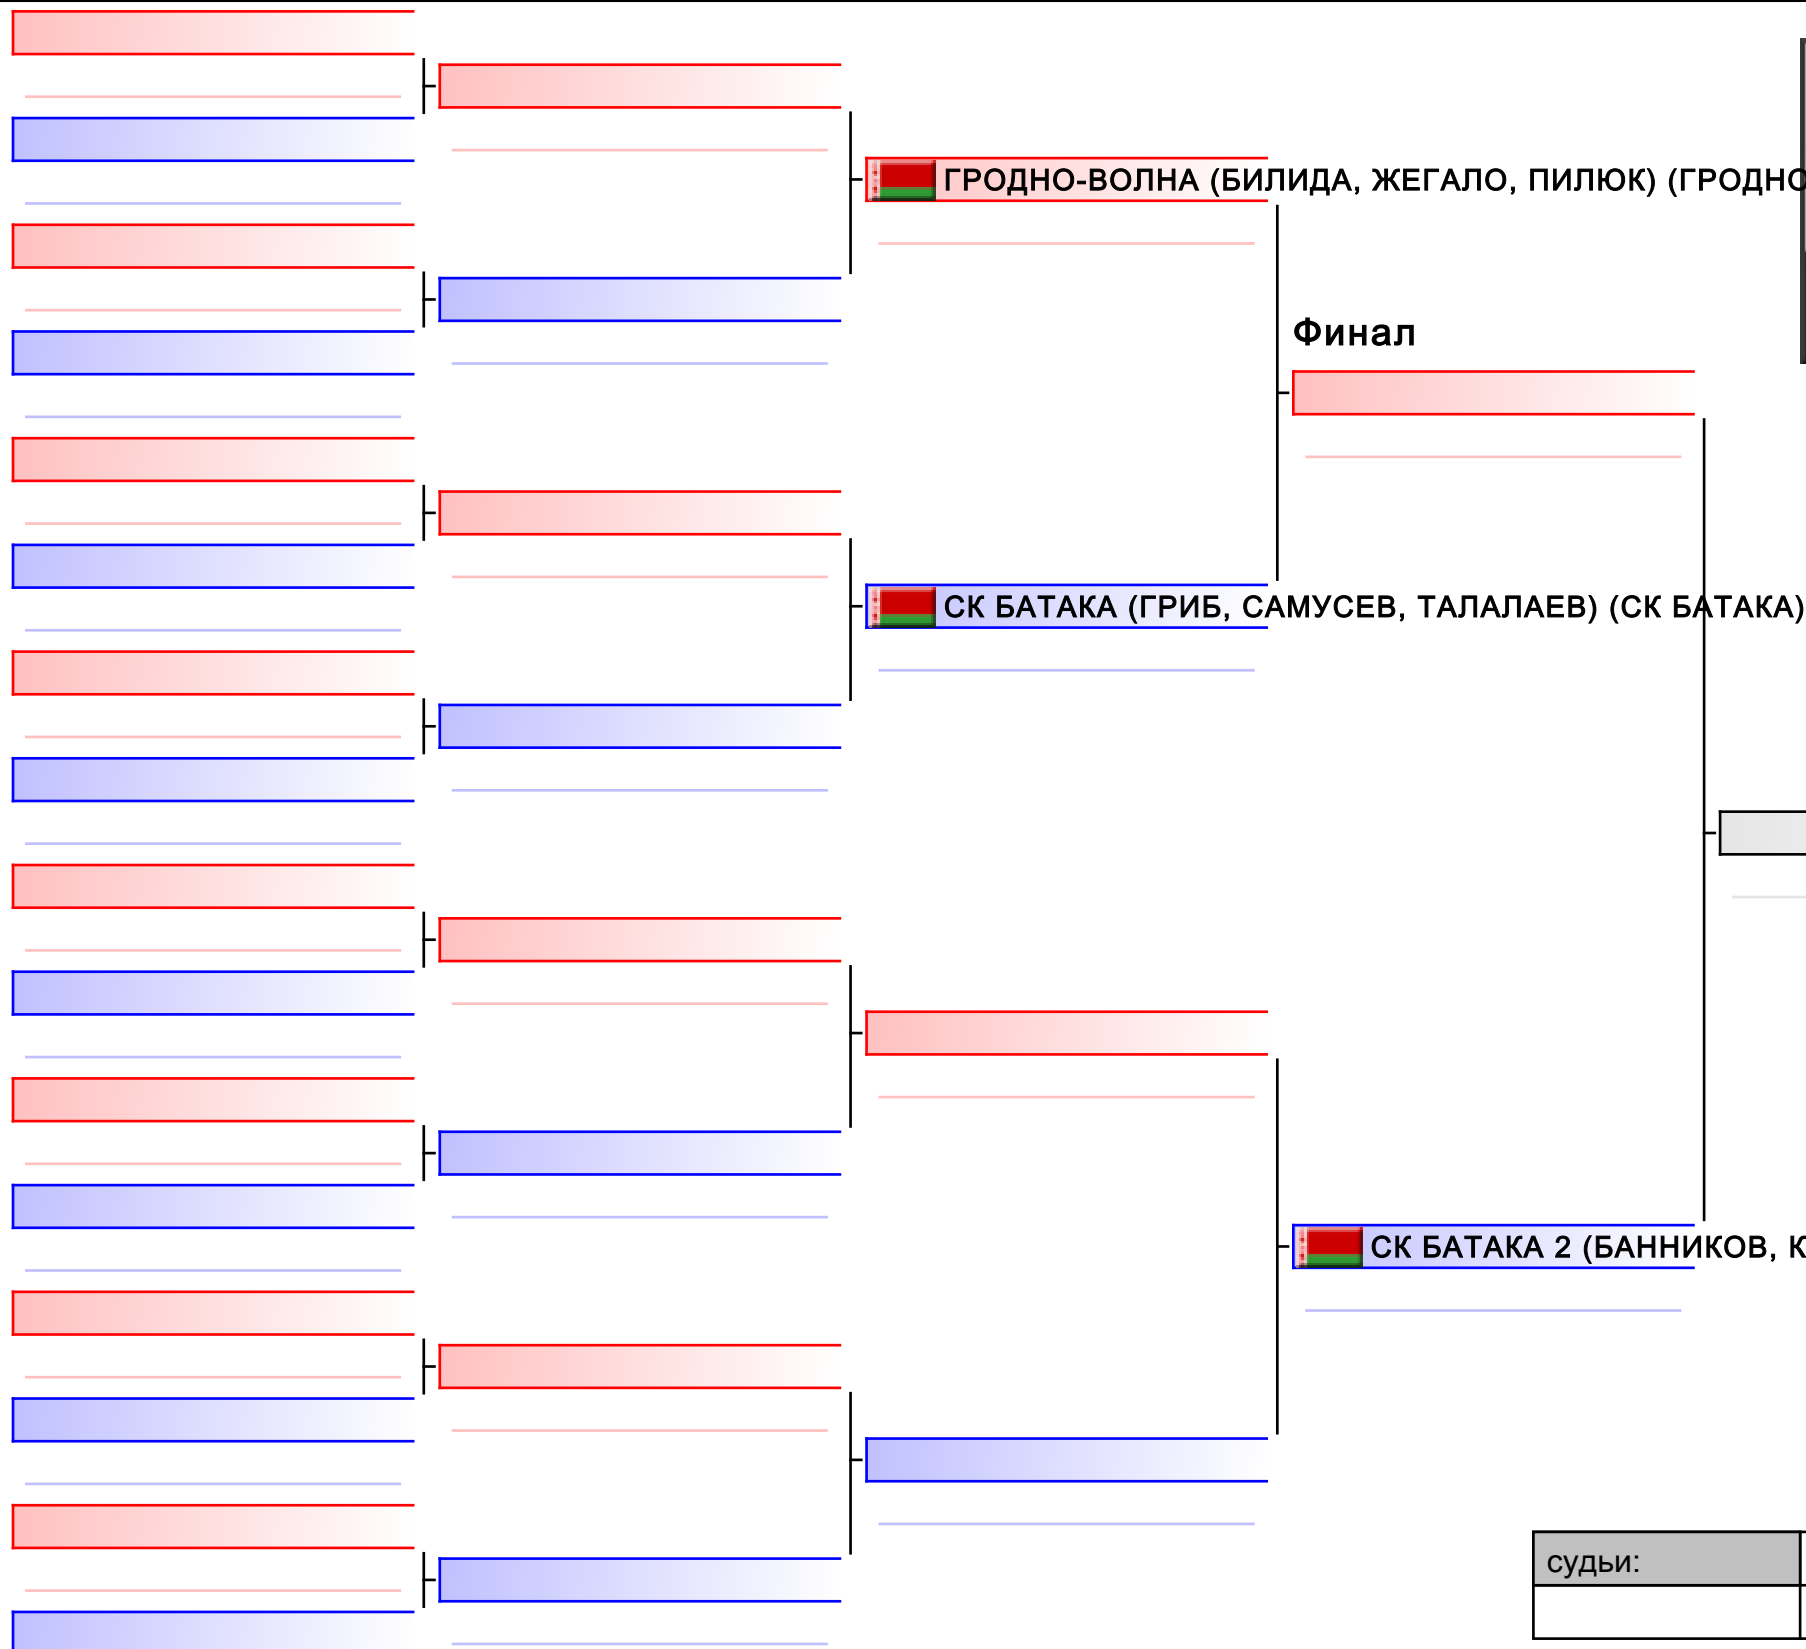 ГРОДНО-ВОЛНА (БИЛИДА, ЖЕГАЛО, ПИЛЮК) (ГРОДНО
Финал
СК БАТАКА (ГРИБ, САМУСЕВ, ТАЛАЛАЕВ) (СК БАТАКА)
СК БАТАКА 2 (БАННИКОВ, К
судьи: